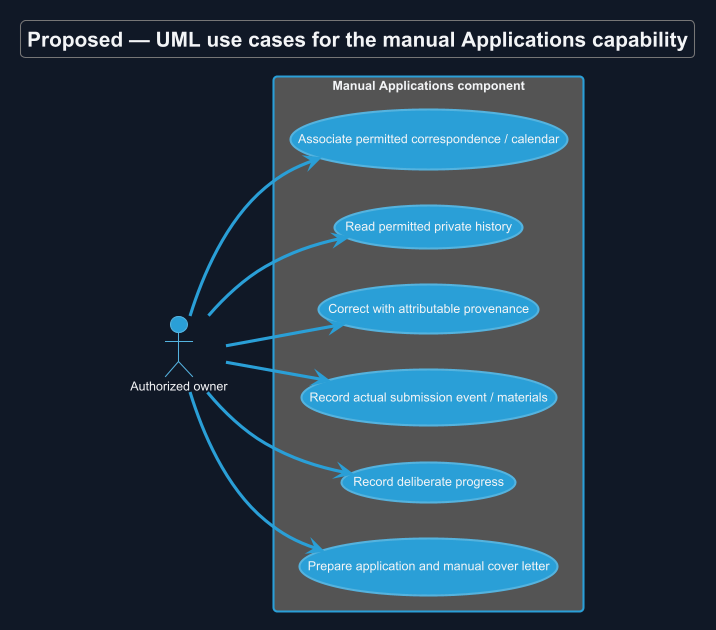 Proposed — UML use cases for the manual Applications capability
Manual Applications component
Associate permitted correspondence / calendar
Read permitted private history
Correct with attributable provenance
Authorized owner
Record actual submission event / materials
Record deliberate progress
Prepare application and manual cover letter